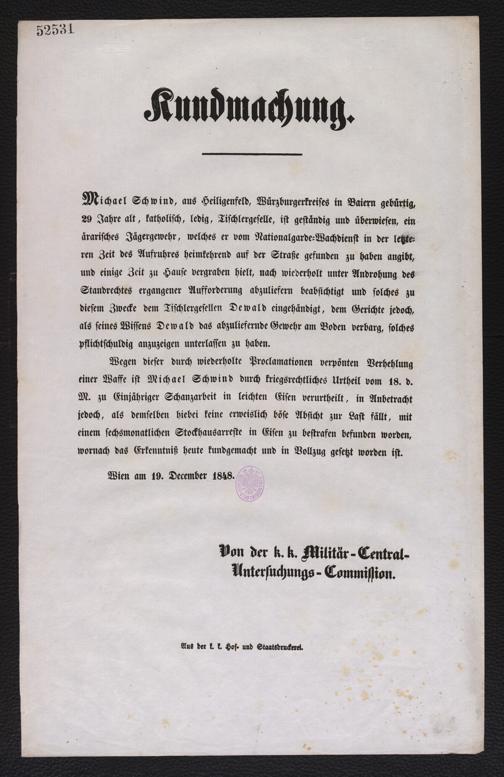 52531
Kundmachung.
Michael Schwind, aus Heiligenfeld, Würzburgerkreises in Baiern gebürtig,
29 Jahre alt, katholisch, ledig, Tischlergeselle, ist geständig und überwiesen, ein
ärarisches Jägergewehr, welches er vom Nationalgarde-Wachdienst in der letzte-
ren Zeit des Aufruhres heimkehrend auf der Straße gefunden zu haben angibt,
und einige Zeit zu Hause vergraben hielt, nach wiederholt unter Androhung des
Standrechtes ergangener Aufforderung abzuliefern beabsichtigt und solches zu
diesem Zwecke dem Tischlergesellen Dewald eingehändigt, dem Gerichte jedoch,
als seines Wissens Dewald das abzuliefernde Gewehr am Boden verbarg, solches
pflichtschuldig anzuzeigen unterlassen zu haben.
Wegen dieser durch wiederholte Proclamationen verpönten Verhehlung
einer Waffe ist Michael Schwind durch kriegsrechtliches Urtheil vom 18. d.
M. zu Einjähriger Schanzarbeit in leichten Eisen verurtheilt, in Anbetracht
jedoch, als demselben hiebei keine erweislich böse Absicht zur Last fällt, mit
einem sechsmonatlichen Stockhausarreste in Eisen zu bestrafen befunden worden,
wornach das Erkenntniß heute kundgemacht und in Vollzug gesetzt worden ist.
Wien am 19. December 1848.
Von der k. k. Militär-Central-
Untersuchungs-Commission.
Aus der k. k. Hof- und Staatsdruckerei.